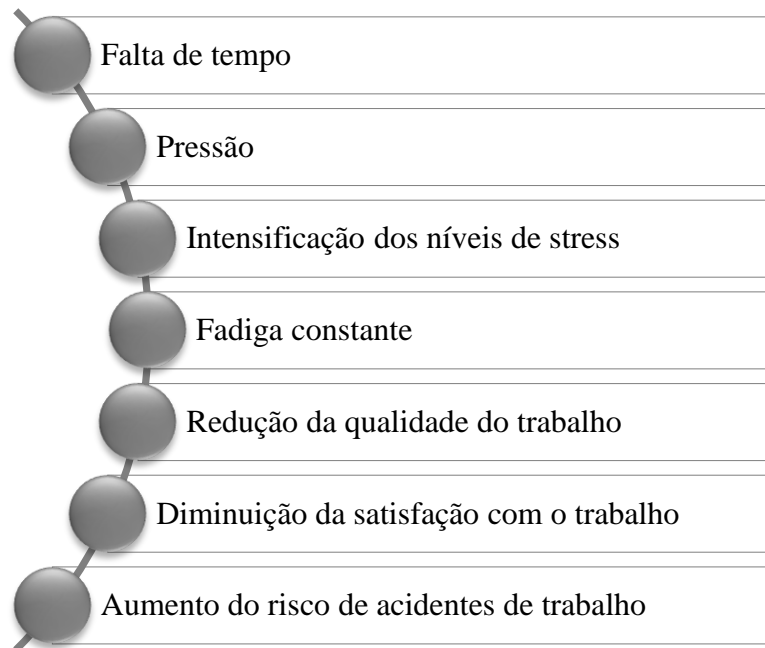 Falta de tempo
Pressão
Intensificação dos níveis de stress
Fadiga constante
Redução da qualidade do trabalho
Diminuição da satisfação com o trabalho
Aumento do risco de acidentes de trabalho